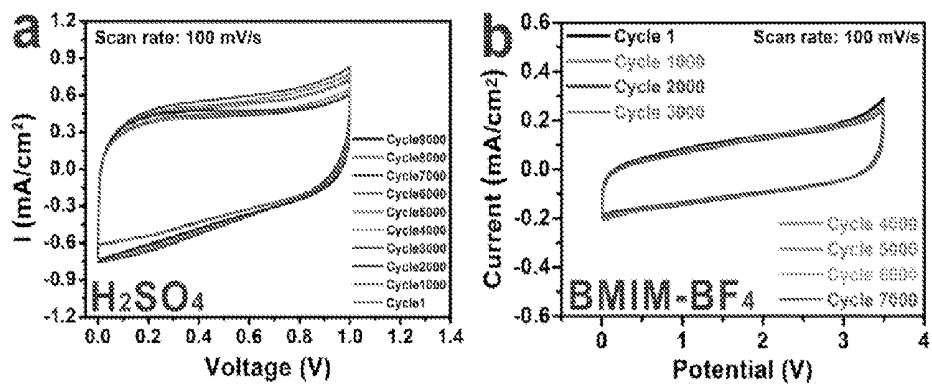 a
Scan rate: 100 mV/s
I (mA/cm²)
1.2
0.9
0.6
0.3
0.0
-0.3
-0.6
-0.9
-1.2
Cycle8000
Cycle7000
Cycle6000
Cycle5000
Cycle4000
Cycle3000
Cycle2000
Cycle1000
Cycle1
H₂SO₄
0.0 0.2 0.4 0.6 0.8 1.0 1.2 1.4
Voltage (V)
b
Cycle 1
Scan rate: 100 mV/s
Cycle 1000
Cycle 2000
Cycle 3000
Current (mA/cm²)
0.6
0.4
0.2
0.0
-0.2
-0.4
-0.6
Cycle 4000
Cycle 5000
Cycle 6000
Cycle 7000
BMIM-BF₄
0 1 2 3 4
Potential (V)